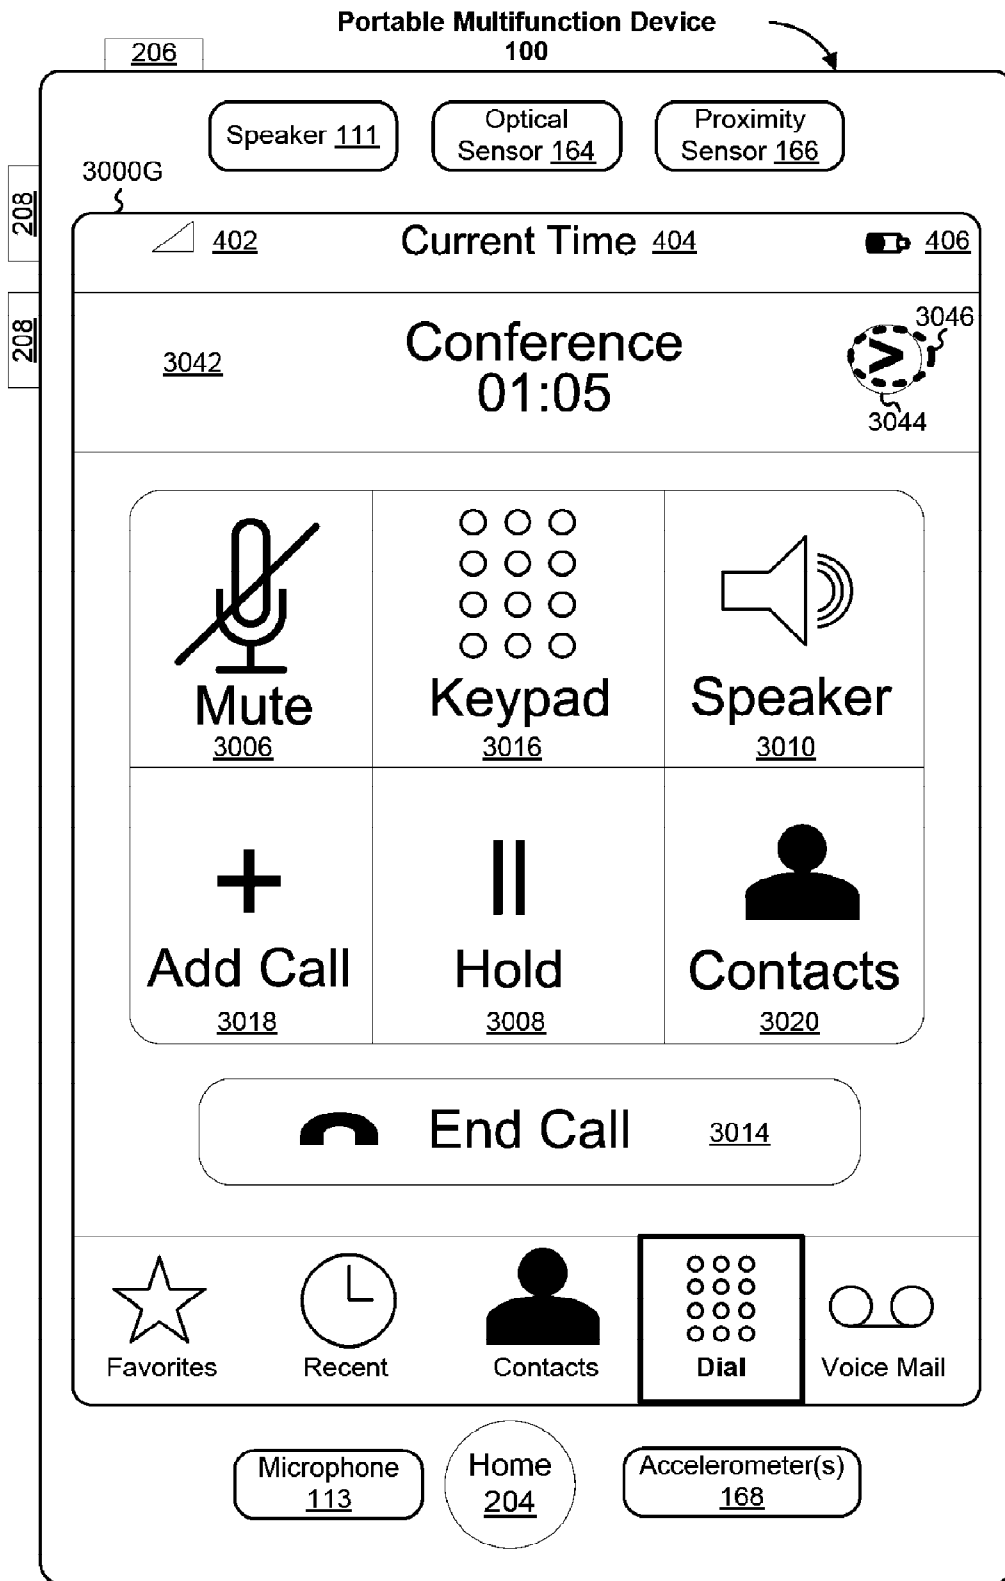 Portable Multifunction Device
100
206
Speaker 111
Optical
Sensor 164
Proximity
Sensor 166
3000G
208
402
Current Time 404
406
208
3042
Conference
01:05
>
3046
3044
Mute
3006
Keypad
3016
Speaker
3010
+
Add Call
3018
Hold
3008
Contacts
3020
End Call 3014
Favorites
Recent
Contacts
Dial
Voice Mail
Microphone
113
Home
204
Accelerometer(s)
168